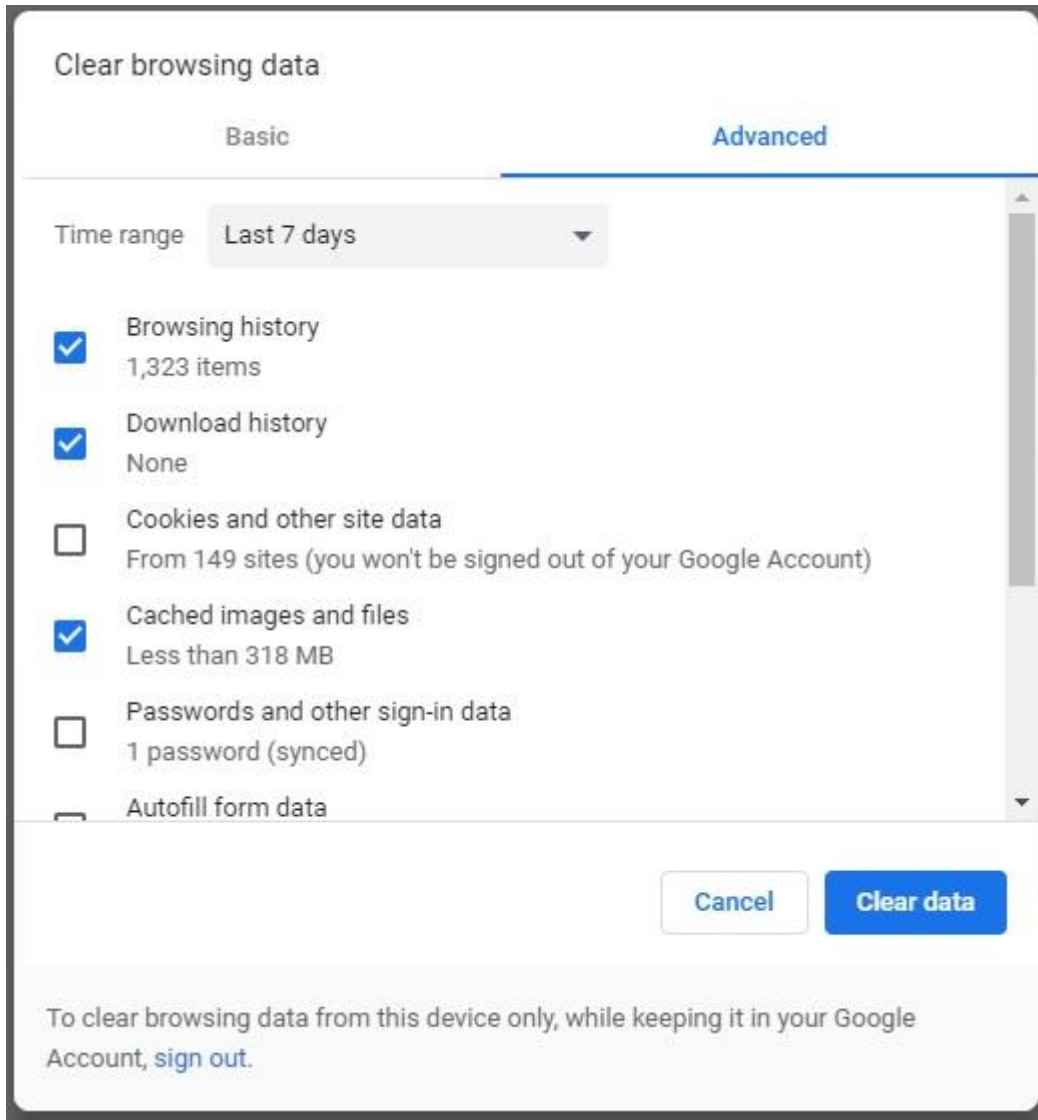 Clear browsing data
Basic
Advanced
Time range
Last 7 days
Browsing history
1,323 items
Download history
None
Cookies and other site data
From 149 sites (you won't be signed out of your Google Account)
Cached images and files
Less than 318 MB
Passwords and other sign-in data
1 password (synced)
Autofill form data
Cancel
Clear data
To clear browsing data from this device only, while keeping it in your Google
Account, sign out.